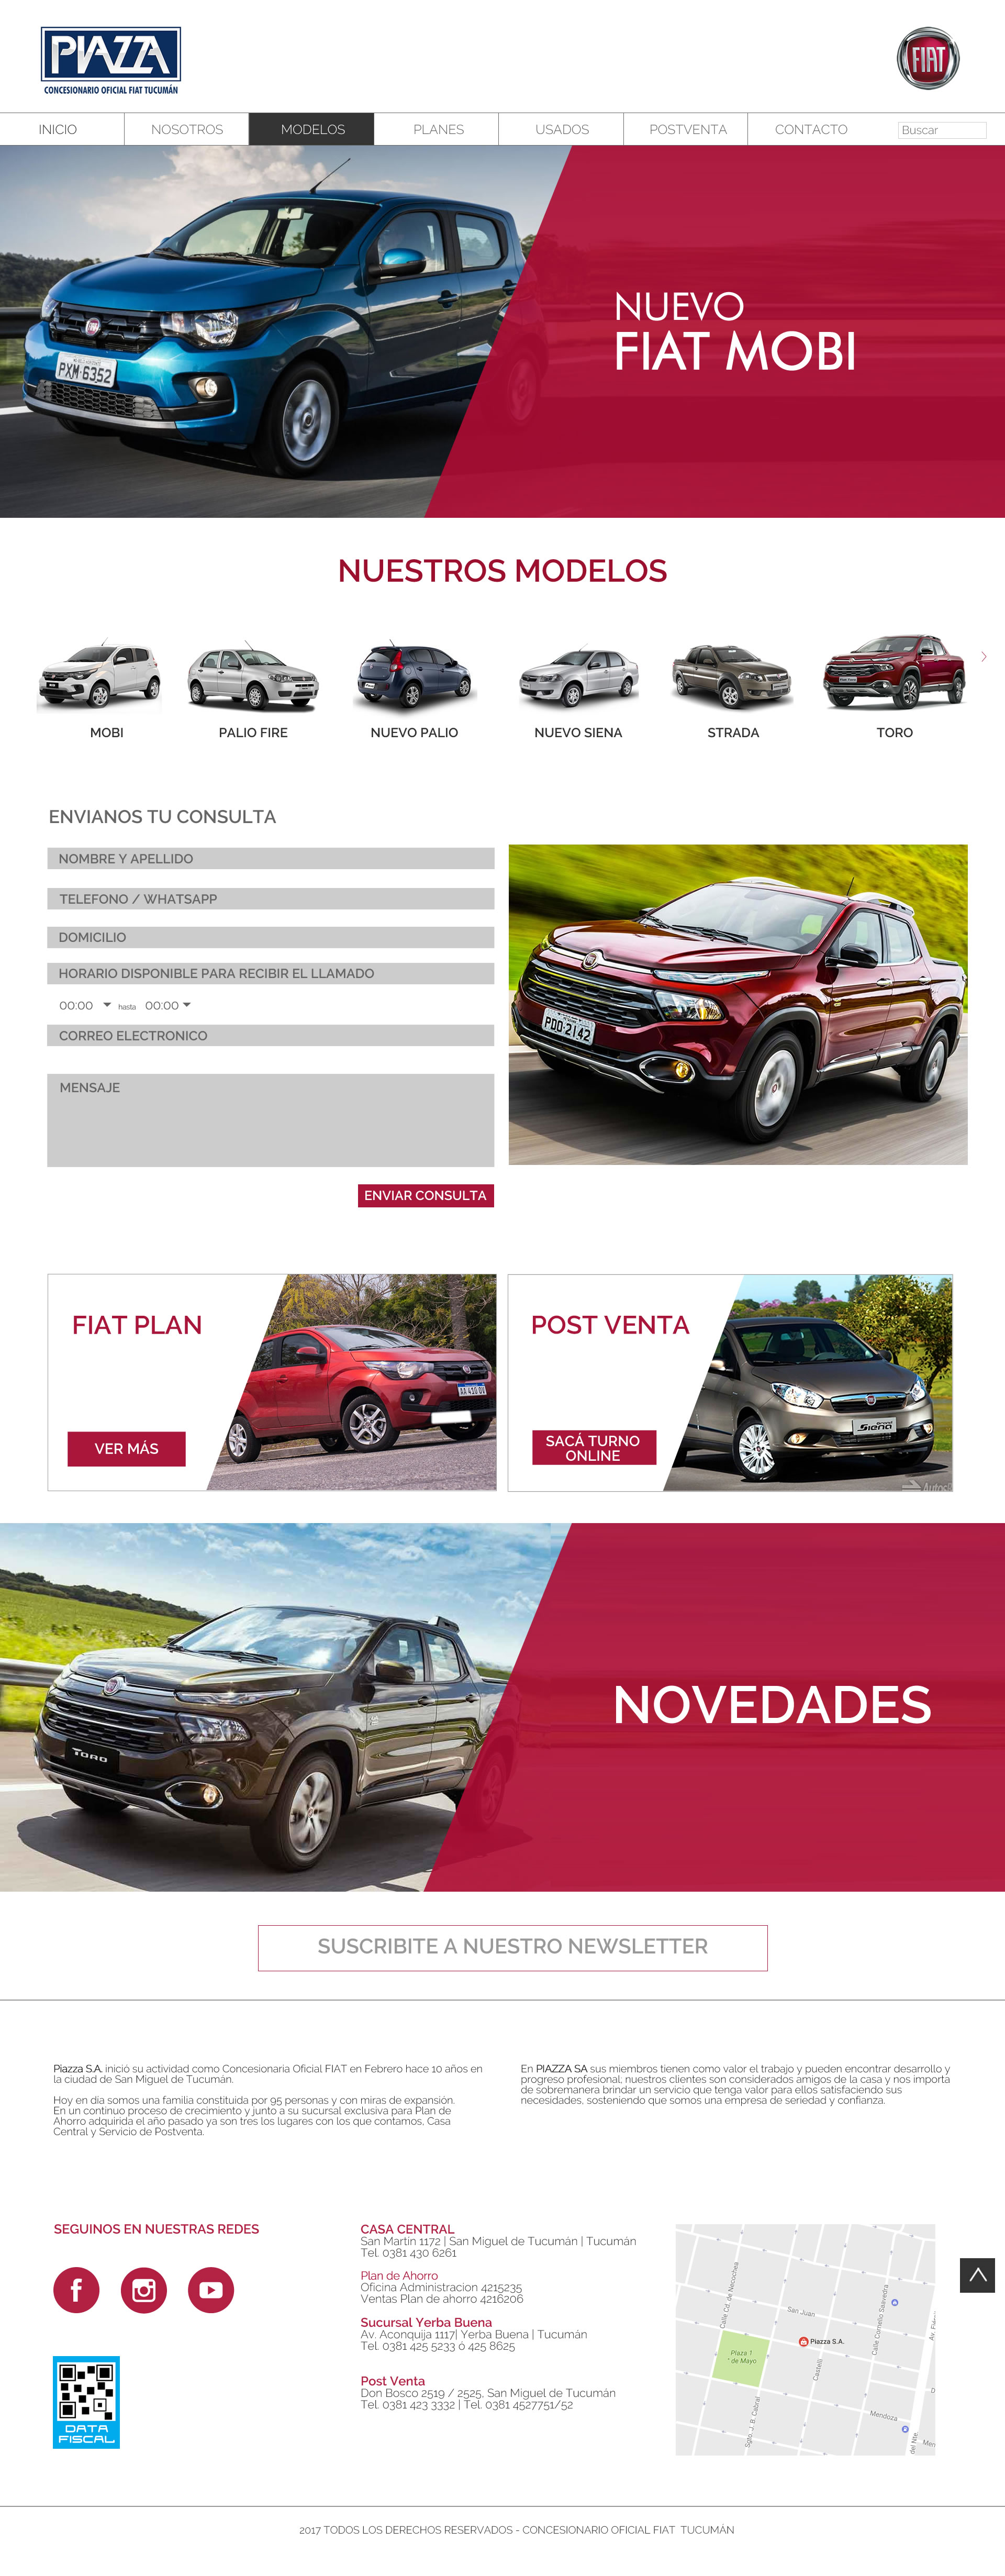 PIAZZA
CONCESIONARIO OFICIAL FIAT TUCUMÁN
FIAT
INICIO
NOSOTROS
MODELOS
PLANES
USADOS
POSTVENTA
CONTACTO
Buscar
PXM 6352
NUEVO
FIAT MOBI
NUESTROS MODELOS
MOBI
PALIO FIRE
NUEVO PALIO
NUEVO SIENA
STRADA
TORO
ENVIANOS TU CONSULTA
NOMBRE Y APELLIDO
TELEFONO / WHATSAPP
DOMICILIO
HORARIO DISPONIBLE PARA RECIBIR EL LLAMADO
00:00 hasta 00:00
CORREO ELECTRONICO
MENSAJE
ENVIAR CONSULTA
PDO-2142
FIAT PLAN
VER MÁS
POST VENTA
SACÁ TURNO
ONLINE
Siena
NOVEDADES
TORO
SUSCRIBITE A NUESTRO NEWSLETTER
Piazza S.A. inició su actividad como Concesionaria Oficial FIAT en Febrero hace 10 años en
la ciudad de San Miguel de Tucumán.
Hoy en día somos una familia constituida por 95 personas y con miras de expansión.
En un continuo proceso de crecimiento y junto a su sucursal exclusiva para Plan de
Ahorro adquirida el año pasado ya son tres los lugares con los que contamos, Casa
Central y Servicio de Postventa.
En PIAZZA SA sus miembros tienen como valor el trabajo y pueden encontrar desarrollo y
progreso profesional; nuestros clientes son considerados amigos de la casa y nos importa
de sobremanera brindar un servicio que tenga valor para ellos satisfaciendo sus
necesidades, sosteniendo que somos una empresa de seriedad y confianza.
SEGUINOS EN NUESTRAS REDES
DATA
FISCAL
CASA CENTRAL
San Martin 1172 | San Miguel de Tucumán | Tucumán
Tel. 0381 430 6261
Plan de Ahorro
Oficina Administracion 4215235
Ventas Plan de ahorro 4216206
Sucursal Yerba Buena
Av. Aconquija 1117| Yerba Buena | Tucumán
Tel. 0381 425 5233 ó 425 8625
Post Venta
Don Bosco 2519 / 2525, San Miguel de Tucumán
Tel. 0381 423 3332 | Tel. 0381 4527751/52
Calle Cd. de Necochea
San Juan
Calle Cornelio Saavedra
Piazza S.A.
Plaza 1
° de Mayo
Castelli
Sgto. J. B. Cabral
Mendoza
del Nte.
2017 TODOS LOS DERECHOS RESERVADOS - CONCESIONARIO OFICIAL FIAT TUCUMÁN